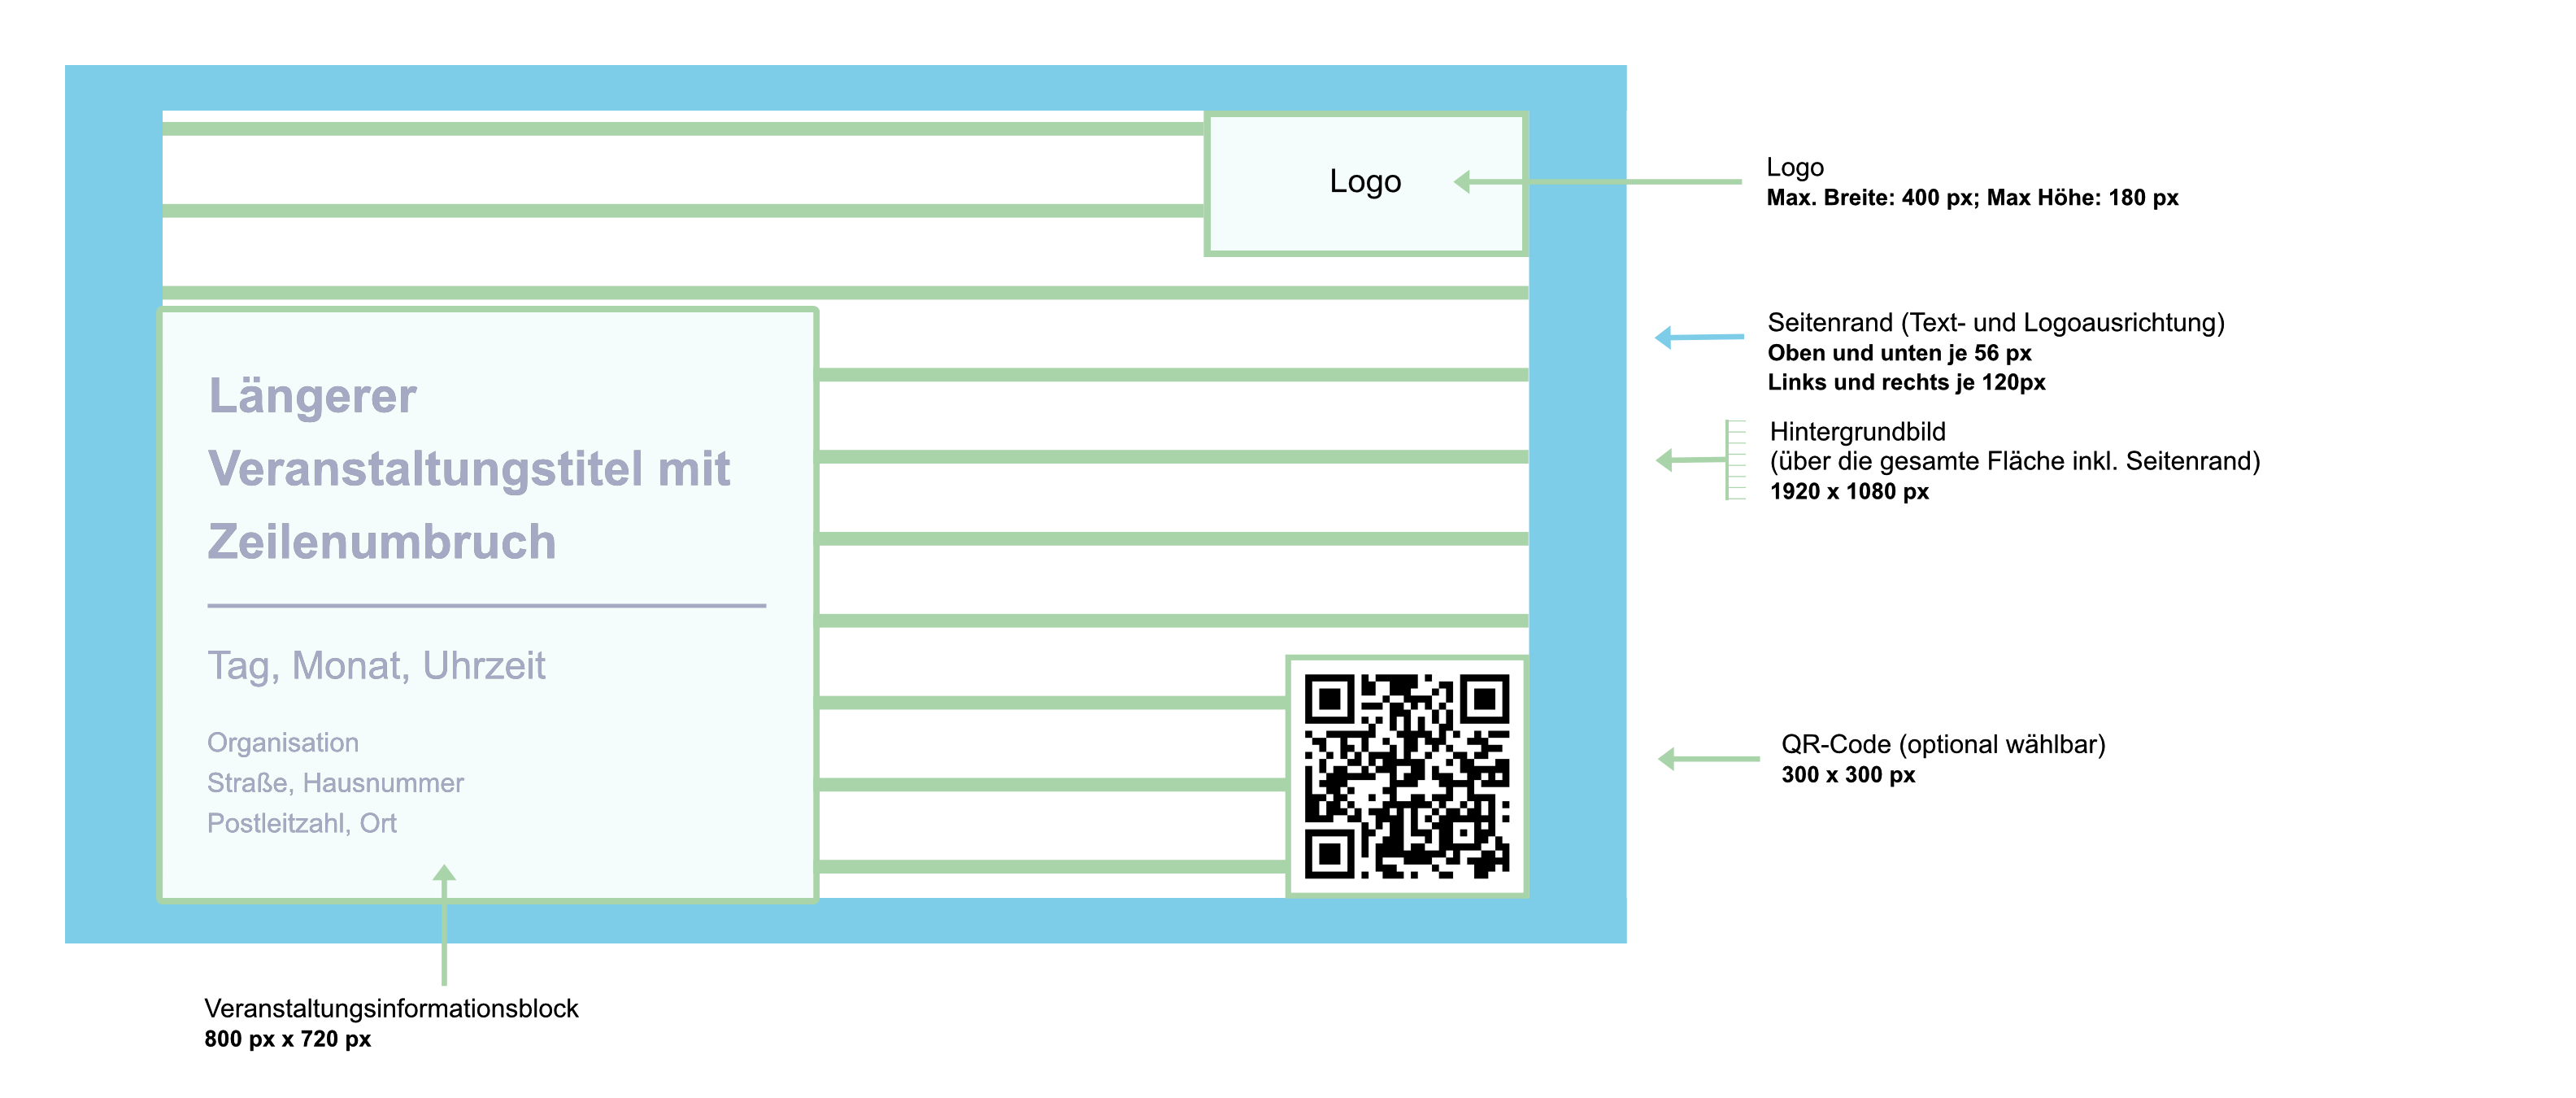 Logo
Logo
Max. Breite: 400 px; Max Höhe: 180 px
Seitenrand (Text- und Logoausrichtung)
Oben und unten je 56 px
Links und rechts je 120px
Hintergrundbild
(über die gesamte Fläche inkl. Seitenrand)
1920 x 1080 px
Längerer
Veranstaltungstitel mit
Zeilenumbruch
Tag, Monat, Uhrzeit
Organisation
Straße, Hausnummer
Postleitzahl, Ort
QR-Code (optional wählbar)
300 x 300 px
Veranstaltungsinformationsblock
800 px x 720 px